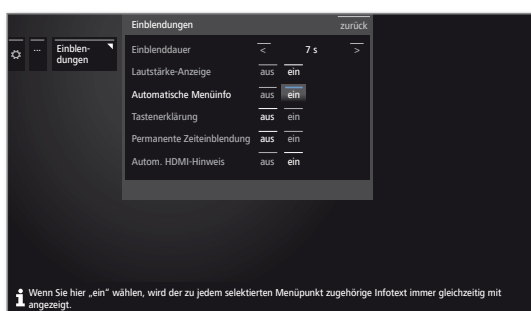 Einblendungen zurück
... Einblen-
dungen
Einblenddauer < 7 s >
Lautstärke-Anzeige aus ein
Automatische Menüinfo aus ein
Tastenerklärung aus ein
Permanente Zeiteinblendung aus ein
Autom. HDMI-Hinweis aus ein
i Wenn Sie hier „ein“ wählen, wird der zu jedem selektierten Menüpunkt zugehörige Infotext immer gleichzeitig mit
angezeigt.